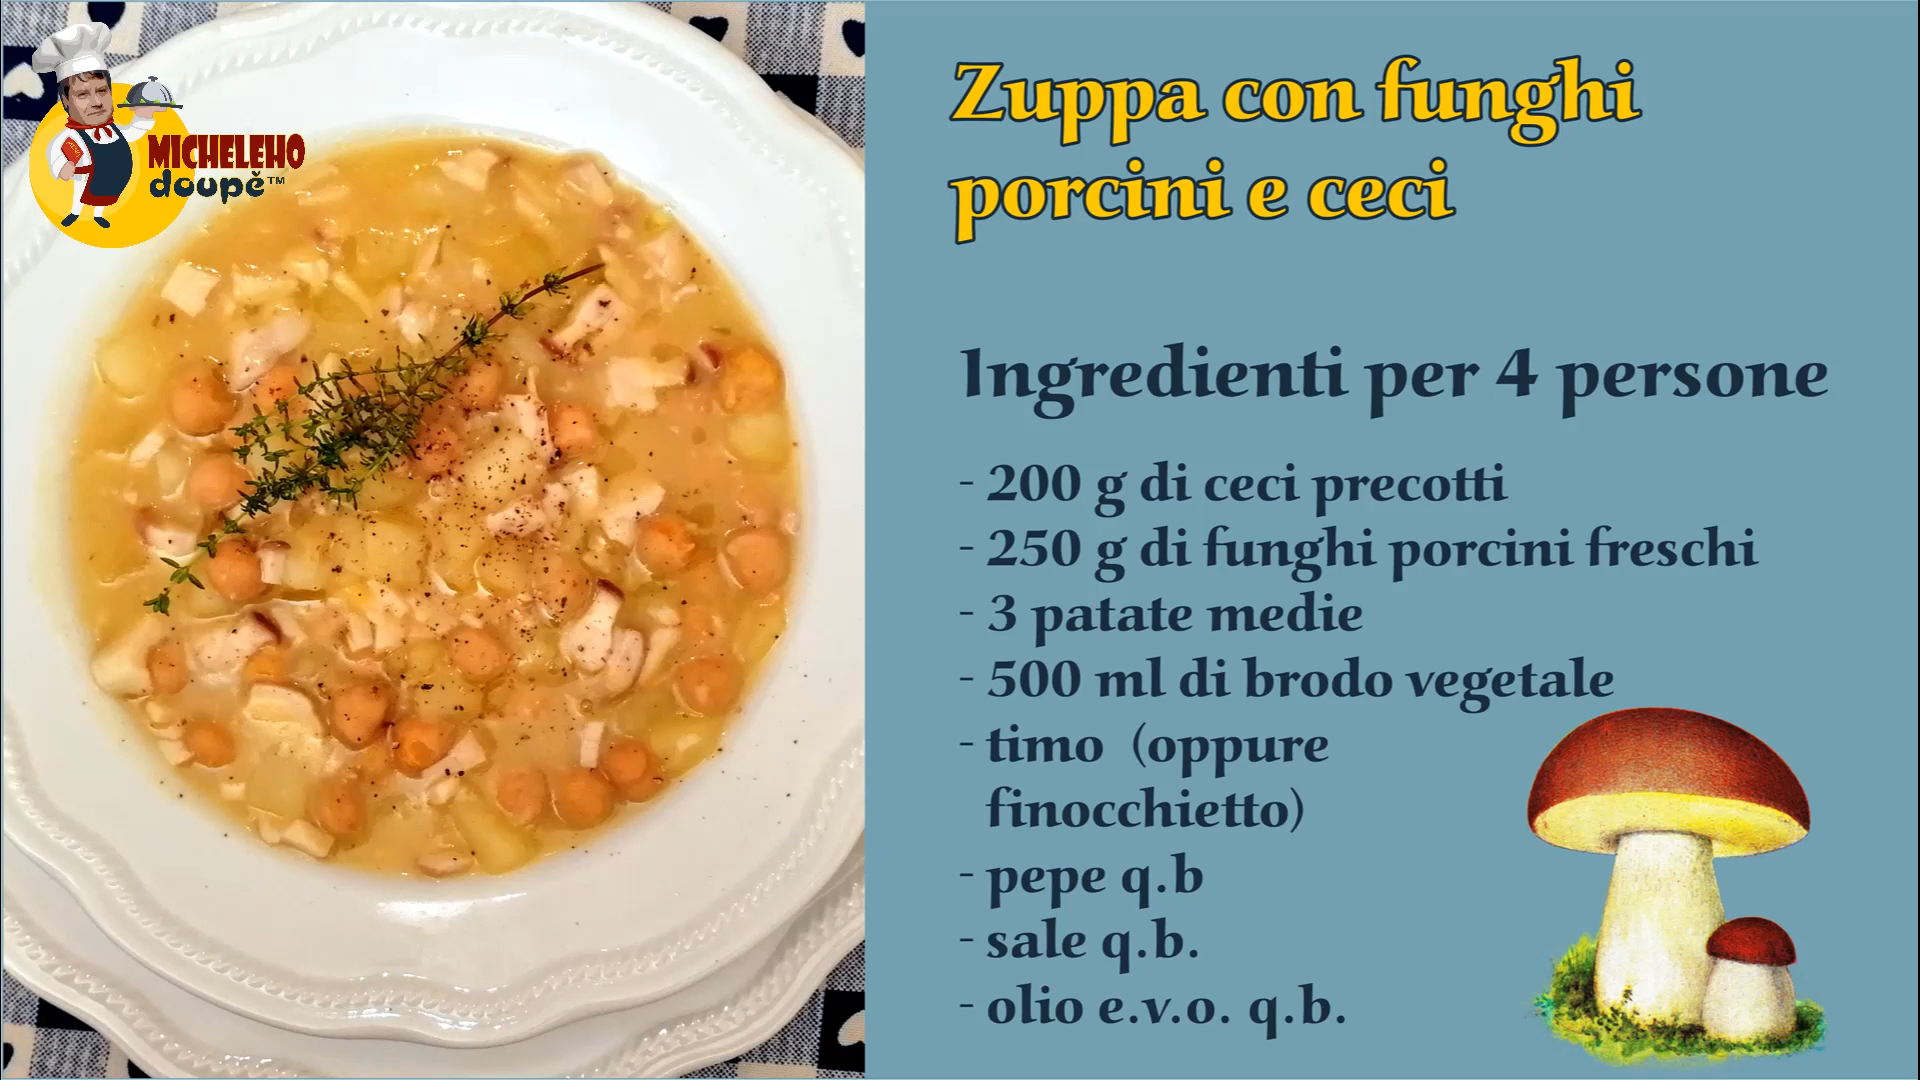 MICHELEHO
doupě™
Zuppa con funghi
porcini e ceci
Ingredienti per 4 persone
- 200 g di ceci precotti
- 250 g di funghi porcini freschi
- 3 patate medie
- 500 ml di brodo vegetale
- timo (oppure
finocchietto)
- pepe q.b
- sale q.b.
- olio e.v.o. q.b.